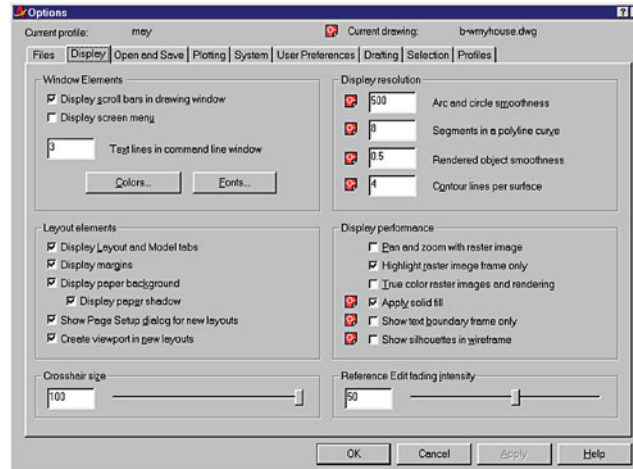 Options
Current profile: may Current drawing: b-wmyhouse.dwg
Files Display Open and Save Plotting System User Preferences Drafting Selection Profiles
Window Elements
Display scroll bars in drawing window
Display screen menu
3 Text lines in command line window
Colors... Fonts...
Display resolution
500 Arc and circle smoothness
8 Segments in a polyline curve
0.5 Rendered object smoothness
4 Contour lines per surface
Layout elements
Display Layout and Model tabs
Display margins
Display paper background
Display paper shadow
Show Page Setup dialog for new layouts
Create viewport in new layouts
Display performance
Pan and zoom with raster image
Highlight raster image frame only
True color raster images and rendering
Apply solid fill
Show text boundary frame only
Show silhouettes in wireframe
Crosshair size
100
Reference Edit fading intensity
50
OK Cancel Apply Help